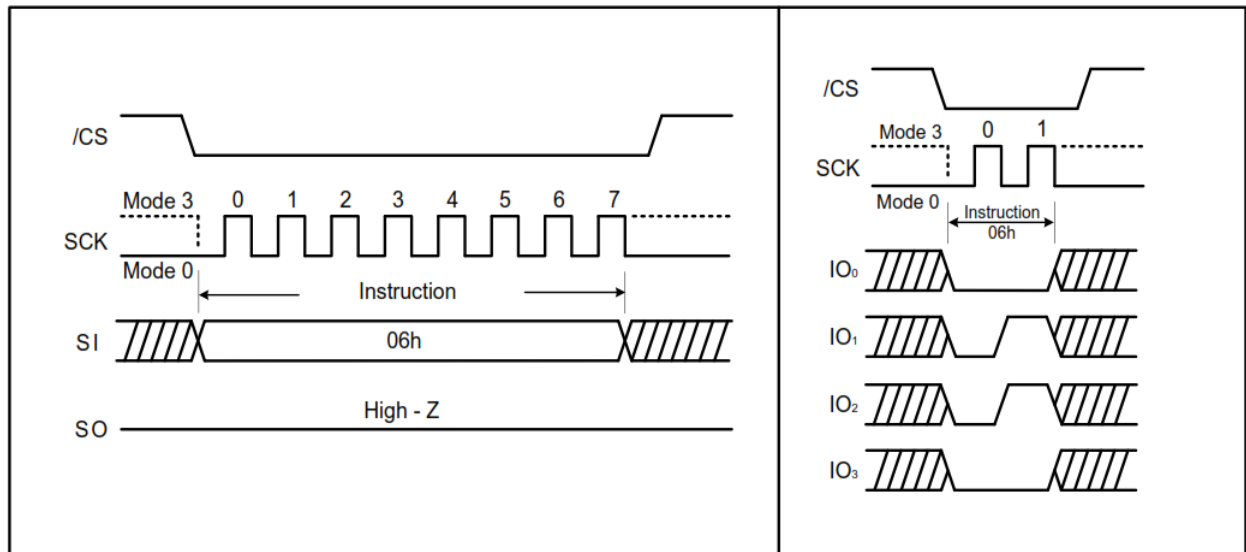 /CS
Mode 3 0 1 2 3 4 5 6 7
SCK
Mode 0
Instruction
SI 06h
High - Z
SO
/CS
Mode 3 0 1
SCK
Mode 0 Instruction
06h
IO₀
IO₁
IO₂
IO₃